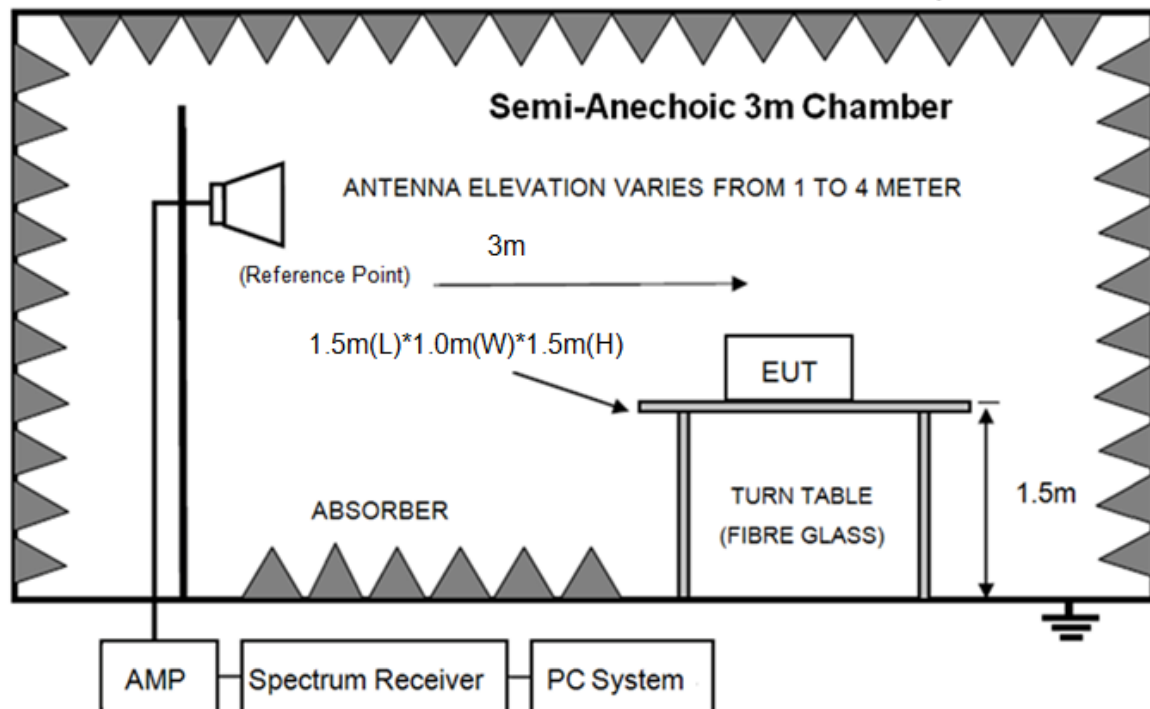 Semi-Anechoic 3m Chamber
ANTENNA ELEVATION VARIES FROM 1 TO 4 METER
3m
(Reference Point)
1.5m(L)*1.0m(W)*1.5m(H)
EUT
ABSORBER
TURN TABLE
(FIBRE GLASS)
1.5m
AMP
Spectrum Receiver
PC System